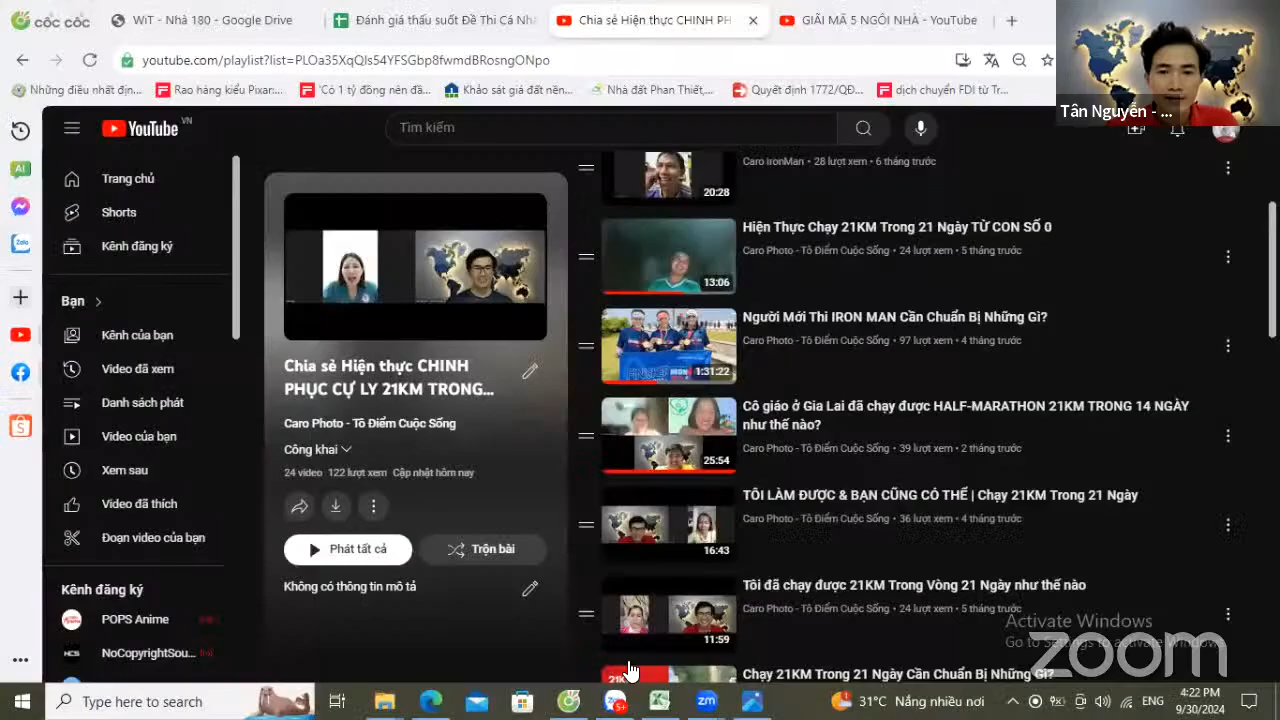 cốc cốc
WiT - Nhà 180 - Google Drive
Đánh giá thấu suốt Đề Thi Cá Nhâ
Chia sẻ Hiện thực CHINH PH
GIẢI MÃ 5 NGÔI NHÀ - YouTube
youtube.com/playlist?list=PLOa35XqQJs54YFSGbp8fwmdBRosngONpo
Những điều nhất địn...
Rao hàng kiểu Pixar...
'Có 1 tỷ đồng nên đầ...
Khảo sát giá đất nền...
Nhà đất Phan Thiết,...
Quyết định 1772/QĐ...
dịch chuyển FDI từ Tr...
Tân Nguyễn - ...
YouTube
VN
Tìm kiếm
AI
Zalo
Trang chủ
Shorts
Kênh đăng ký
Bạn
Kênh của bạn
Video đã xem
Danh sách phát
Video của bạn
Xem sau
Video đã thích
Đoạn video của bạn
Kênh đăng ký
POPS Anime
NoCopyrightSou...
Chia sẻ Hiện thực CHINH
PHỤC CỰ LY 21KM TRONG...
Caro Photo - Tô Điểm Cuộc Sống
Công khai
24 video 122 lượt xem Cập nhật hôm nay
Phát tất cả
Trộn bài
Không có thông tin mô tả
Caro IronMan • 28 lượt xem • 6 tháng trước
20:28
Hiện Thực Chạy 21KM Trong 21 Ngày TỪ CON SỐ 0
Caro Photo - Tô Điểm Cuộc Sống • 24 lượt xem • 5 tháng trước
13:06
Người Mới Thi IRON MAN Cần Chuẩn Bị Những Gì?
Caro Photo - Tô Điểm Cuộc Sống • 97 lượt xem • 4 tháng trước
FINISHER
1:31:22
Cô giáo ở Gia Lai đã chạy được HALF-MARATHON 21KM TRONG 14 NGÀY
như thế nào?
Caro Photo - Tô Điểm Cuộc Sống • 39 lượt xem • 2 tháng trước
25:54
TÔI LÀM ĐƯỢC & BẠN CŨNG CÓ THỂ | Chạy 21KM Trong 21 Ngày
Caro Photo - Tô Điểm Cuộc Sống • 36 lượt xem • 4 tháng trước
16:43
Tôi đã chạy được 21KM Trong Vòng 21 Ngày như thế nào
Caro Photo - Tô Điểm Cuộc Sống • 24 lượt xem • 5 tháng trước
11:59
Chạy 21KM Trong 21 Ngày Cần Chuẩn Bị Những Gì?
Activate Windows
Go to Settings to activate Windows.
zoom
Type here to search
5+
zm
31°C Nắng nhiều nơi
ENG
4:22 PM
9/30/2024